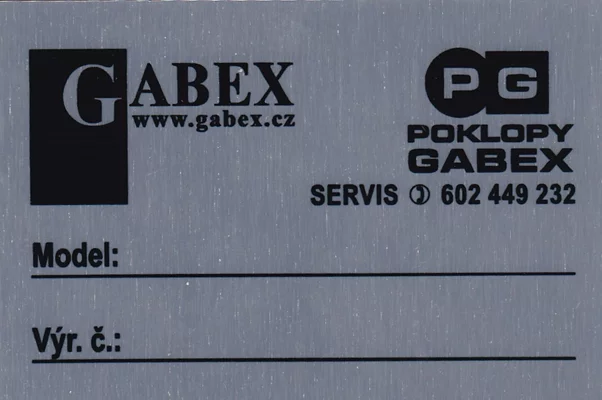 GABEX
www.gabex.cz
PG
POKLOPY
GABEX
SERVIS 602 449 232
Model:
Výr. č.: